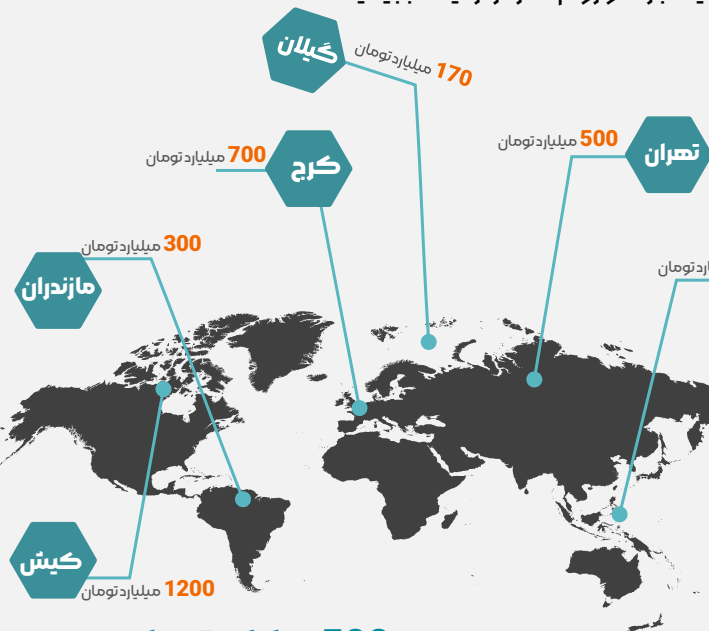 گیلان
170 میلیارد تومان
500 میلیارد تومان
تهران
700 میلیارد تومان
کرج
300 میلیارد تومان
مازندران
تومان
کیش
1200 میلیارد تومان